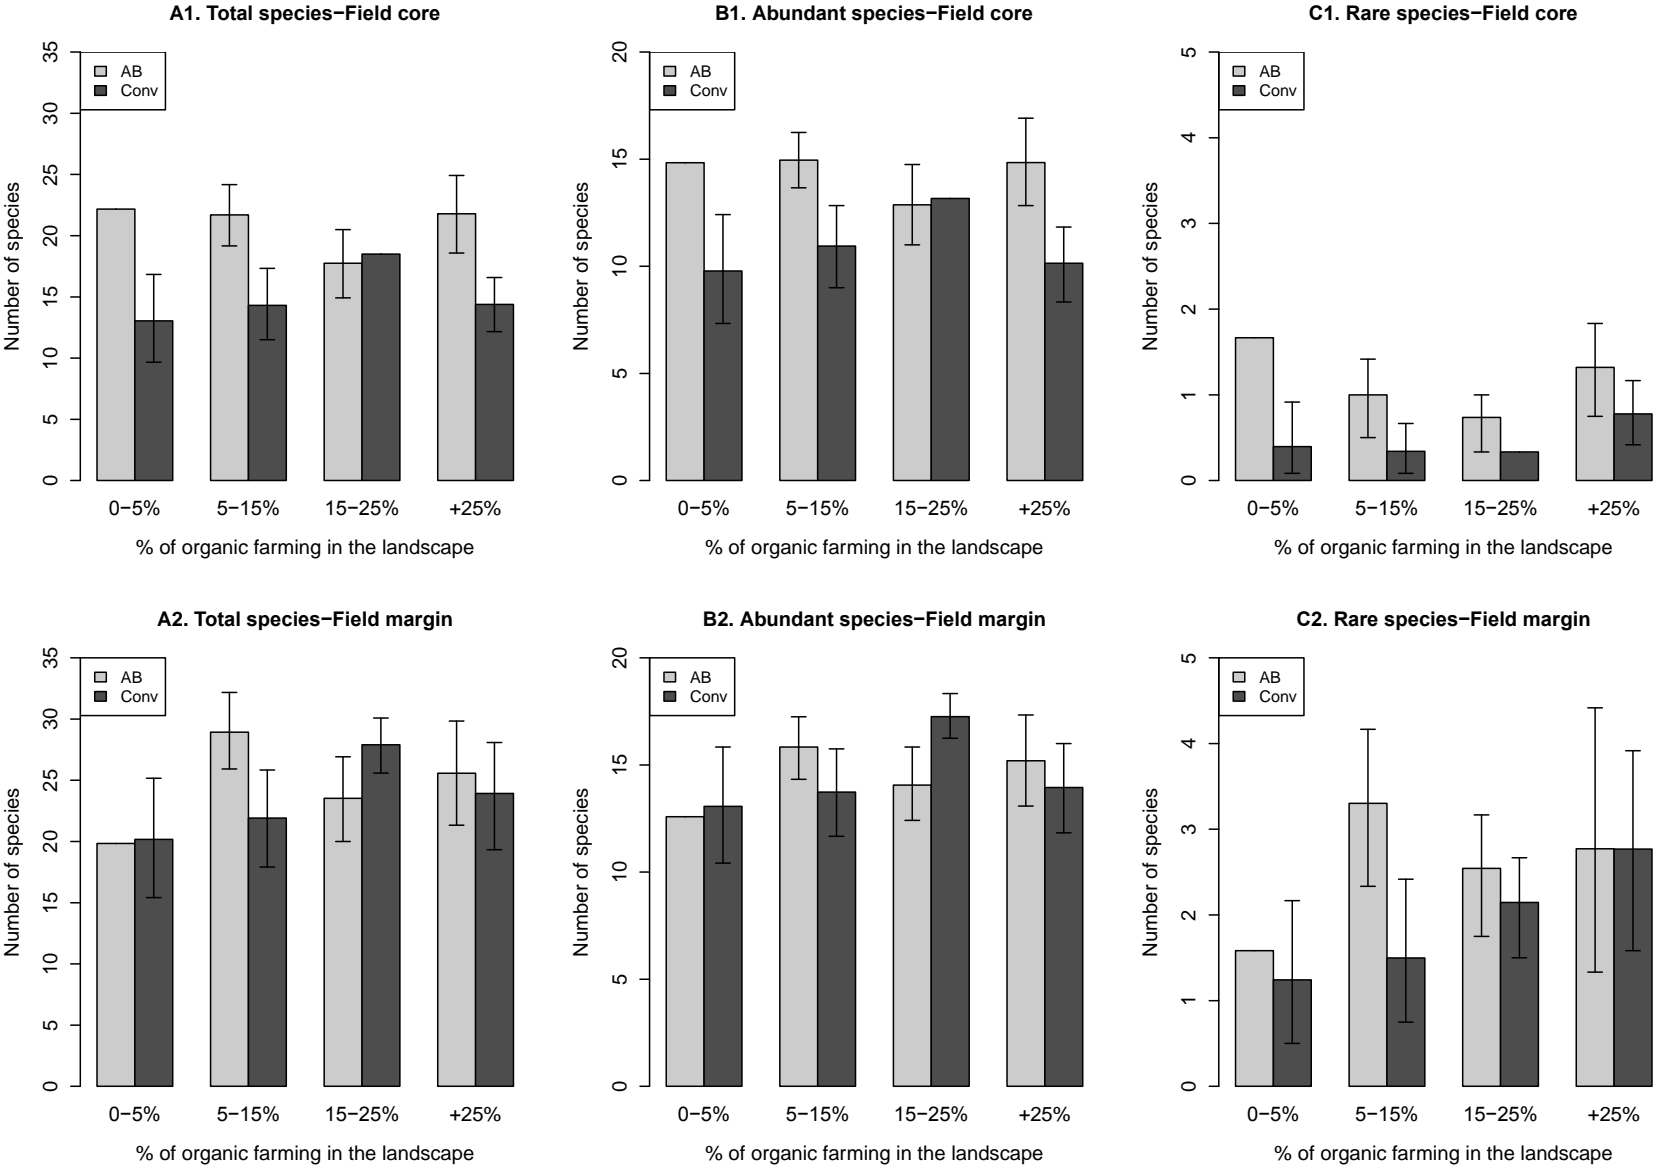 A1. Total species−Field core
Number of species
0
5
10
15
20
25
30
35
AB
Conv
0−5%
5−15%
15−25%
+25%
% of organic farming in the landscape
B1. Abundant species−Field core
Number of species
0
5
10
15
20
AB
Conv
0−5%
5−15%
15−25%
+25%
% of organic farming in the landscape
C1. Rare species−Field core
Number of species
0
1
2
3
4
5
AB
Conv
0−5%
5−15%
15−25%
+25%
% of organic farming in the landscape
A2. Total species−Field margin
Number of species
0
5
10
15
20
25
30
35
AB
Conv
0−5%
5−15%
15−25%
+25%
% of organic farming in the landscape
B2. Abundant species−Field margin
Number of species
0
5
10
15
20
AB
Conv
0−5%
5−15%
15−25%
+25%
% of organic farming in the landscape
C2. Rare species−Field margin
Number of species
0
1
2
3
4
5
AB
Conv
0−5%
5−15%
15−25%
+25%
% of organic farming in the landscape